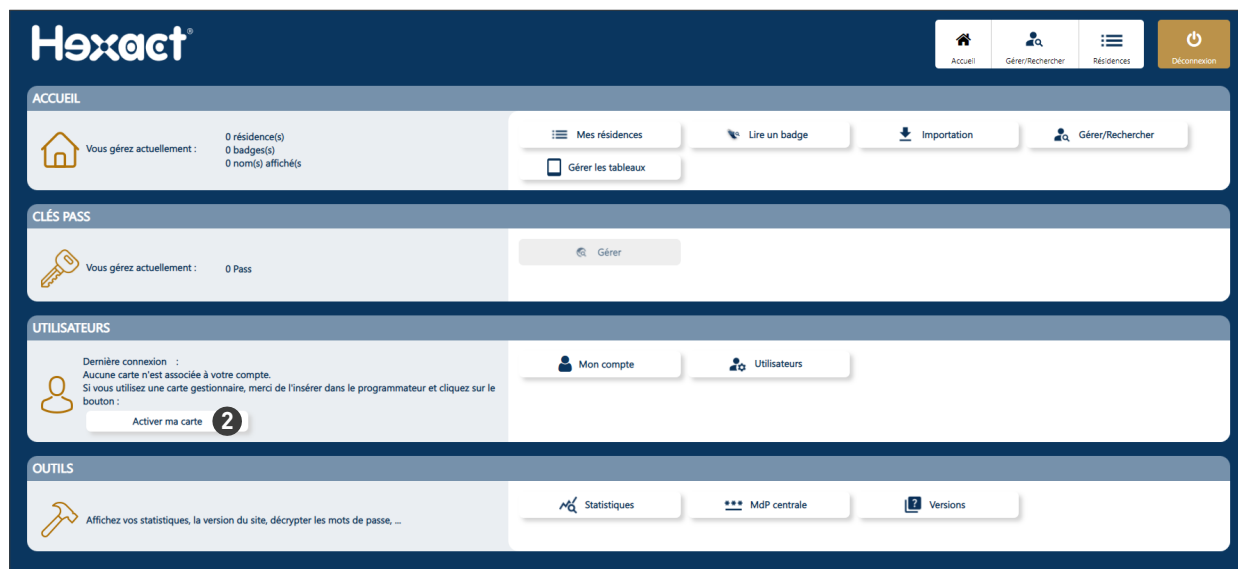 Hexact®
Accueil
Gérer/Rechercher
Résidences
Déconnexion
ACCUEIL
Vous gérez actuellement :
0 résidence(s)
0 badges(s)
0 nom(s) affiché(s
Mes résidences
Lire un badge
Importation
Gérer/Rechercher
Gérer les tableaux
CLÉS PASS
Vous gérez actuellement :
0 Pass
Gérer
UTILISATEURS
Dernière connexion :
Aucune carte n'est associée à votre compte.
Si vous utilisez une carte gestionnaire, merci de l'insérer dans le programmateur et cliquez sur le
bouton :
Activer ma carte
2
Mon compte
Utilisateurs
OUTILS
Affichez vos statistiques, la version du site, décrypter les mots de passe, ...
Statistiques
MdP centrale
Versions